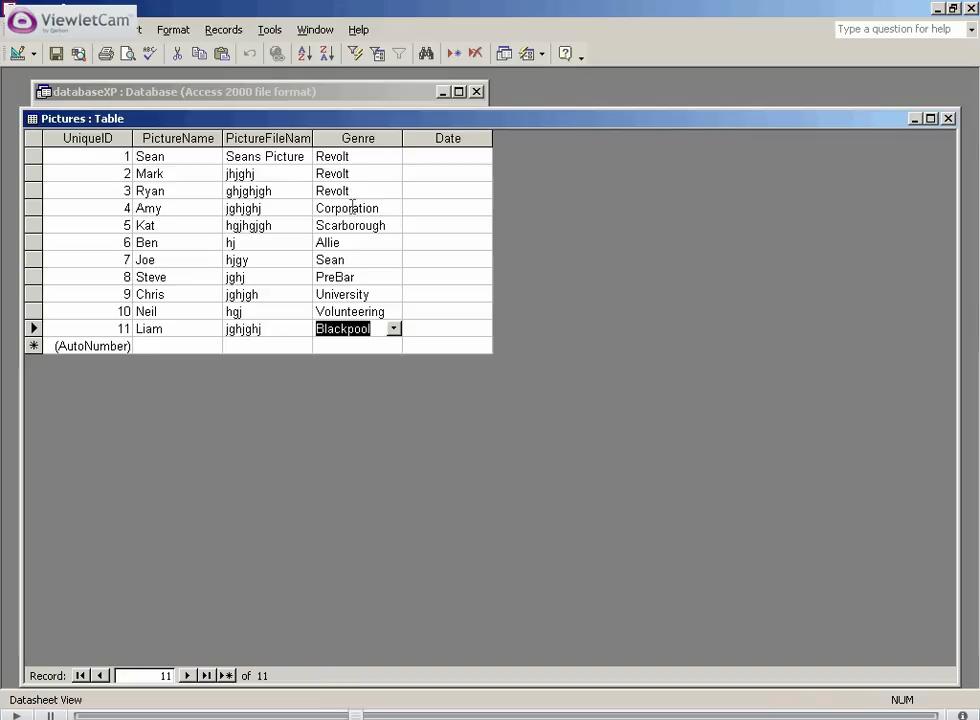 ViewletCam
by Qarbon
t Format Records Tools Window Help
Type a question for help
databaseXP : Database (Access 2000 file format)
Pictures : Table
UniqueID PictureName PictureFileNam Genre Date
1 Sean Seans Picture Revolt
2 Mark jhjghj Revolt
3 Ryan ghjghjgh Revolt
4 Amy jghjghj Corporation
5 Kat hgjhgjgh Scarborough
6 Ben hj Allie
7 Joe hjgy Sean
8 Steve jghj PreBar
9 Chris jghjgh University
10 Neil hgj Volunteering
11 Liam jghjghj Blackpool
(AutoNumber)
Record: 11 of 11
Datasheet View NUM